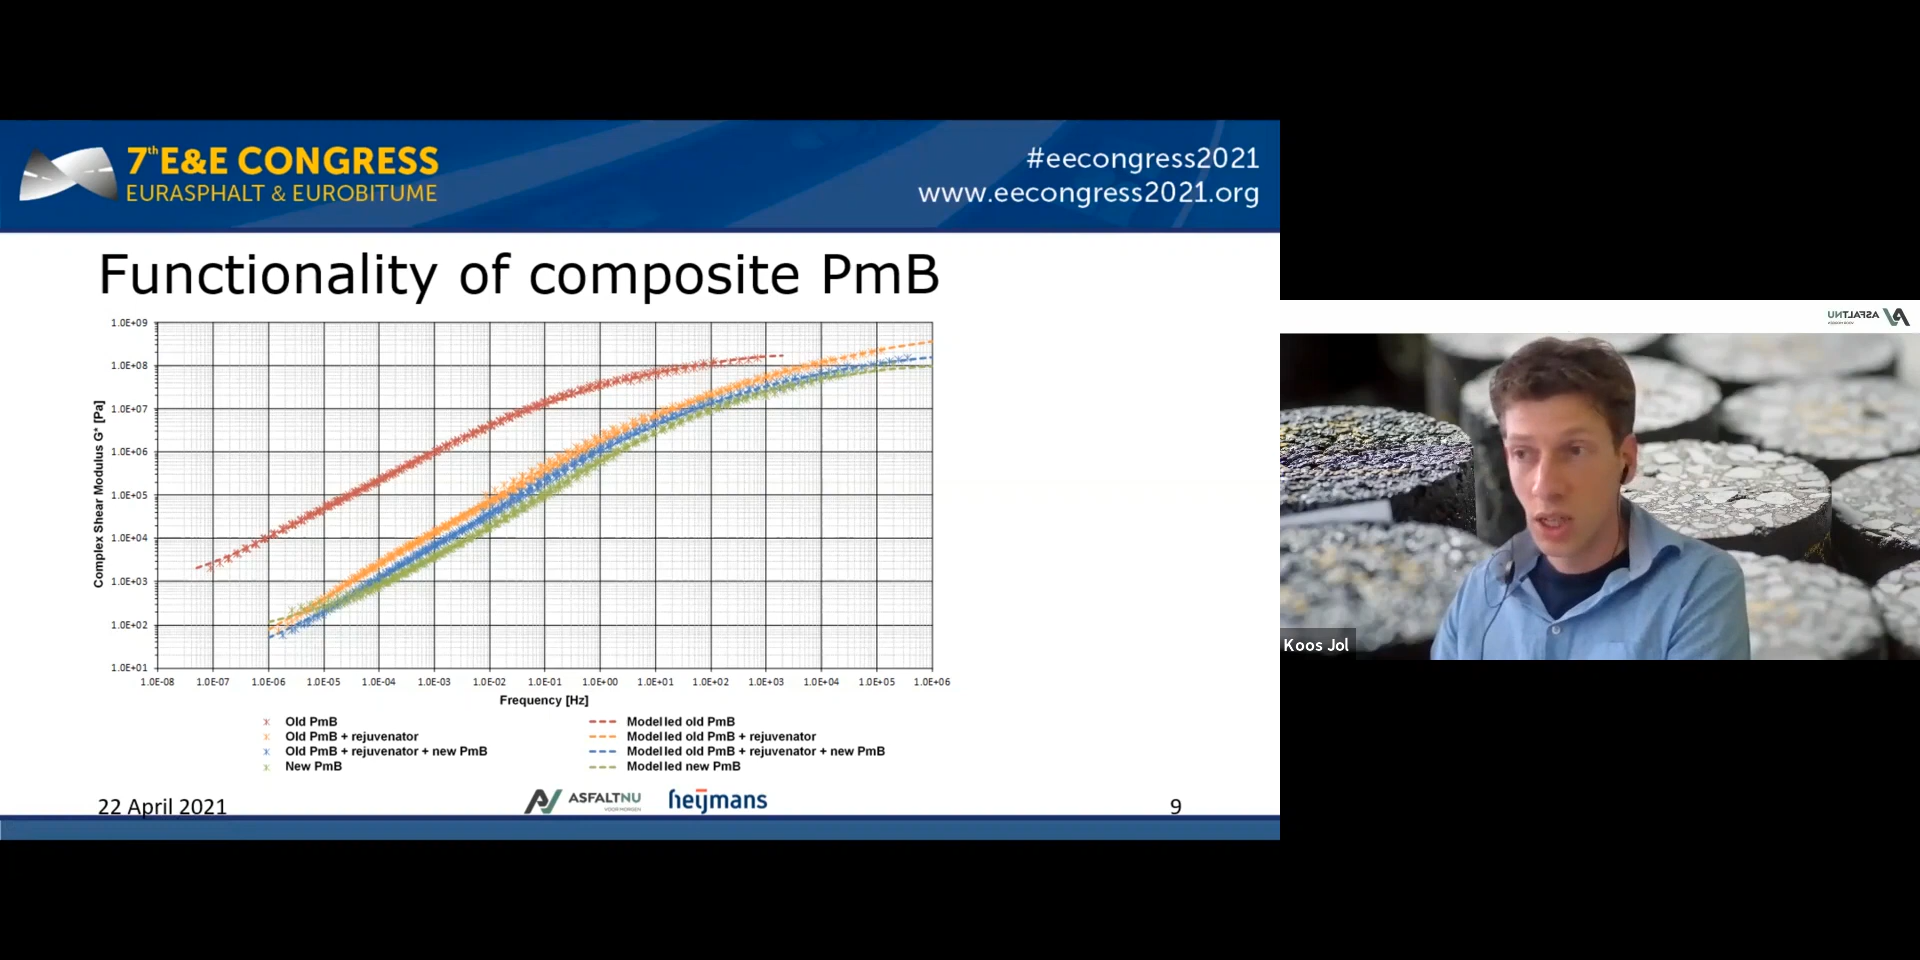 7th E&E CONGRESS
EURASPHALT & EUROBITUME
#eecongress2021
www.eecongress2021.org
Functionality of composite PmB
Complex Shear Modulus G* [Pa]
1.0E+09
1.0E+08
1.0E+07
1.0E+06
1.0E+05
1.0E+04
1.0E+03
1.0E+02
1.0E+01
1.0E-08 1.0E-07 1.0E-06 1.0E-05 1.0E-04 1.0E-03 1.0E-02 1.0E-01 1.0E+00 1.0E+01 1.0E+02 1.0E+03 1.0E+04 1.0E+05 1.0E+06
Frequency [Hz]
Old PmB
Old PmB + rejuvenator
Old PmB + rejuvenator + new PmB
New PmB
Modelled old PmB
Modelled old PmB + rejuvenator
Modelled old PmB + rejuvenator + new PmB
Modelled new PmB
22 April 2021
ASFALTNU
VOOR MORGEN
heijmans
9
ASFALTNU
Koos Jol